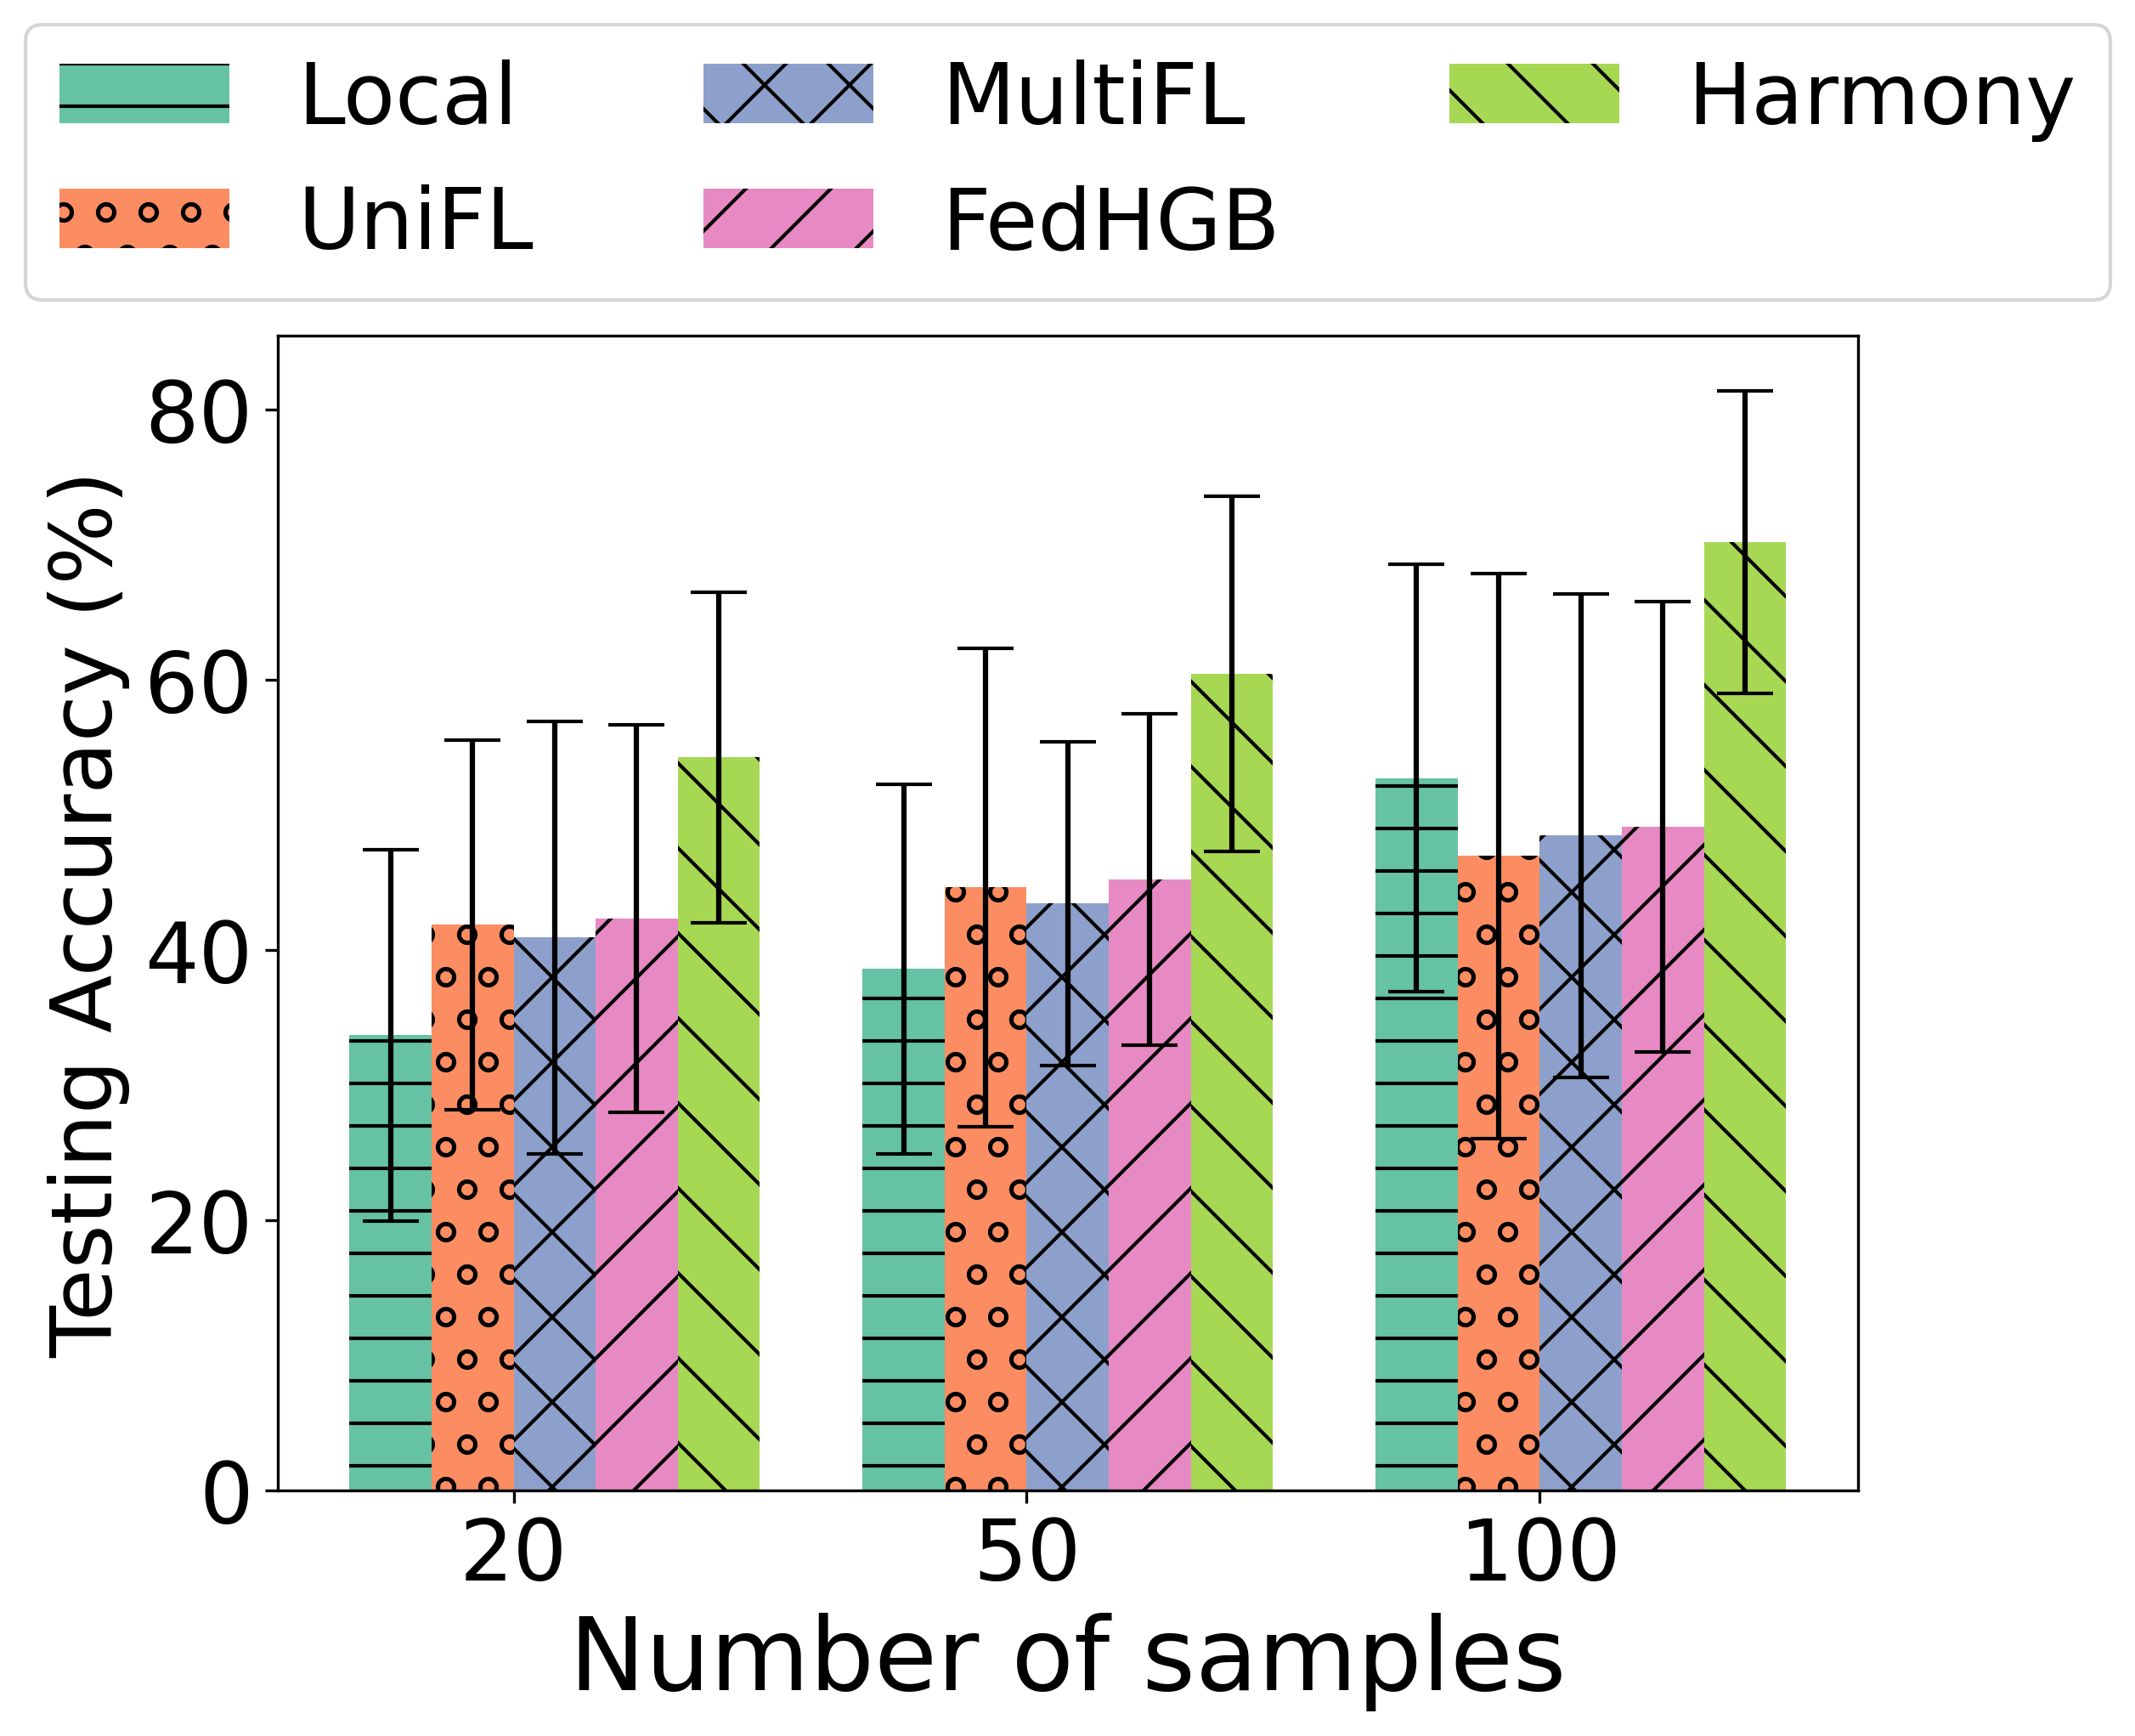 Local
MultiFL
Harmony
UniFL
FedHGB
Testing Accuracy (%)
80
60
40
20
0
20
50
100
Number of samples